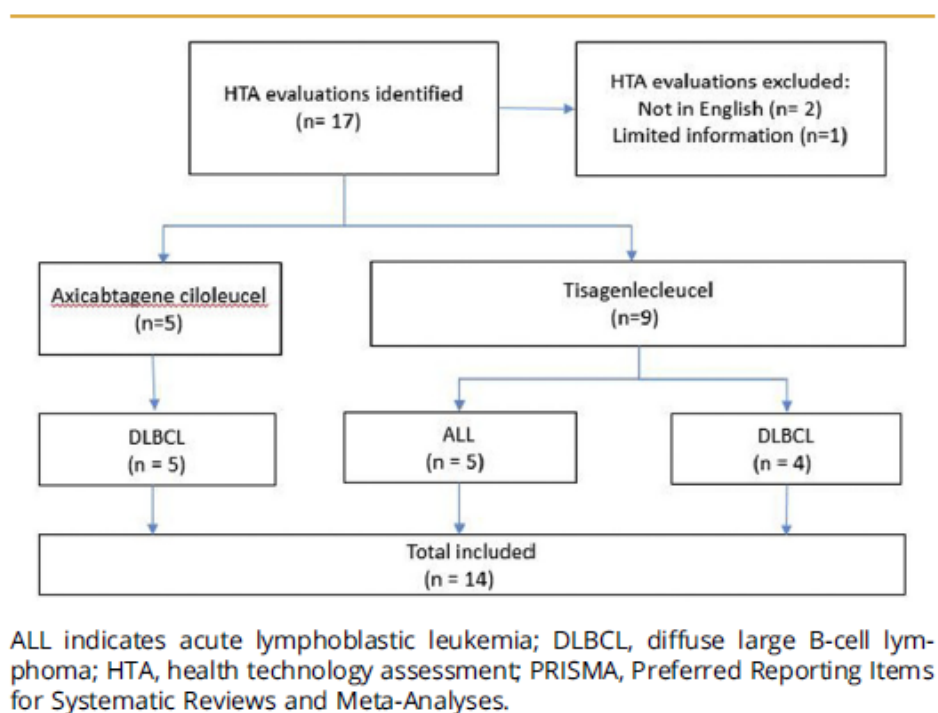 HTA evaluations identified
(n= 17)
HTA evaluations excluded:
Not in English (n= 2)
Limited information (n=1)
Axicabtagene ciloleucel
(n=5)
Tisagenlecleucel
(n=9)
DLBCL
(n = 5)
ALL
(n = 5)
DLBCL
(n = 4)
Total included
(n = 14)
ALL indicates acute lymphoblastic leukemia; DLBCL, diffuse large B-cell lym-
phoma; HTA, health technology assessment; PRISMA, Preferred Reporting Items
for Systematic Reviews and Meta-Analyses.